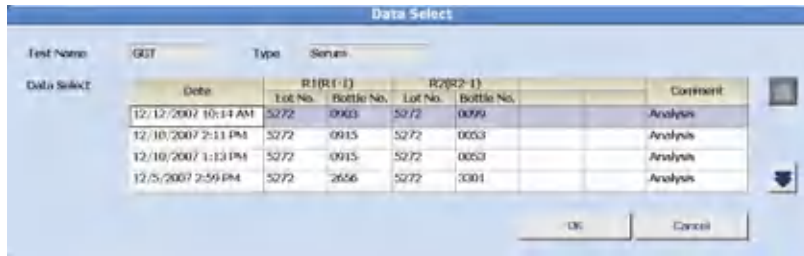 Data Select
Test Name GGT Type Serum
Data Select
Date R1(R1-1) R2(R2-1) Comment
Lot No. Bottle No. Lot No. Bottle No.
12/12/2007 10:14 AM 5272 0903 5272 0099 Analysis
12/10/2007 2:11 PM 5272 0915 5272 0053 Analysis
12/10/2007 1:13 PM 5272 0915 5272 0053 Analysis
12/5/2007 2:59 PM 5272 2656 5272 3301 Analysis
OK Cancel